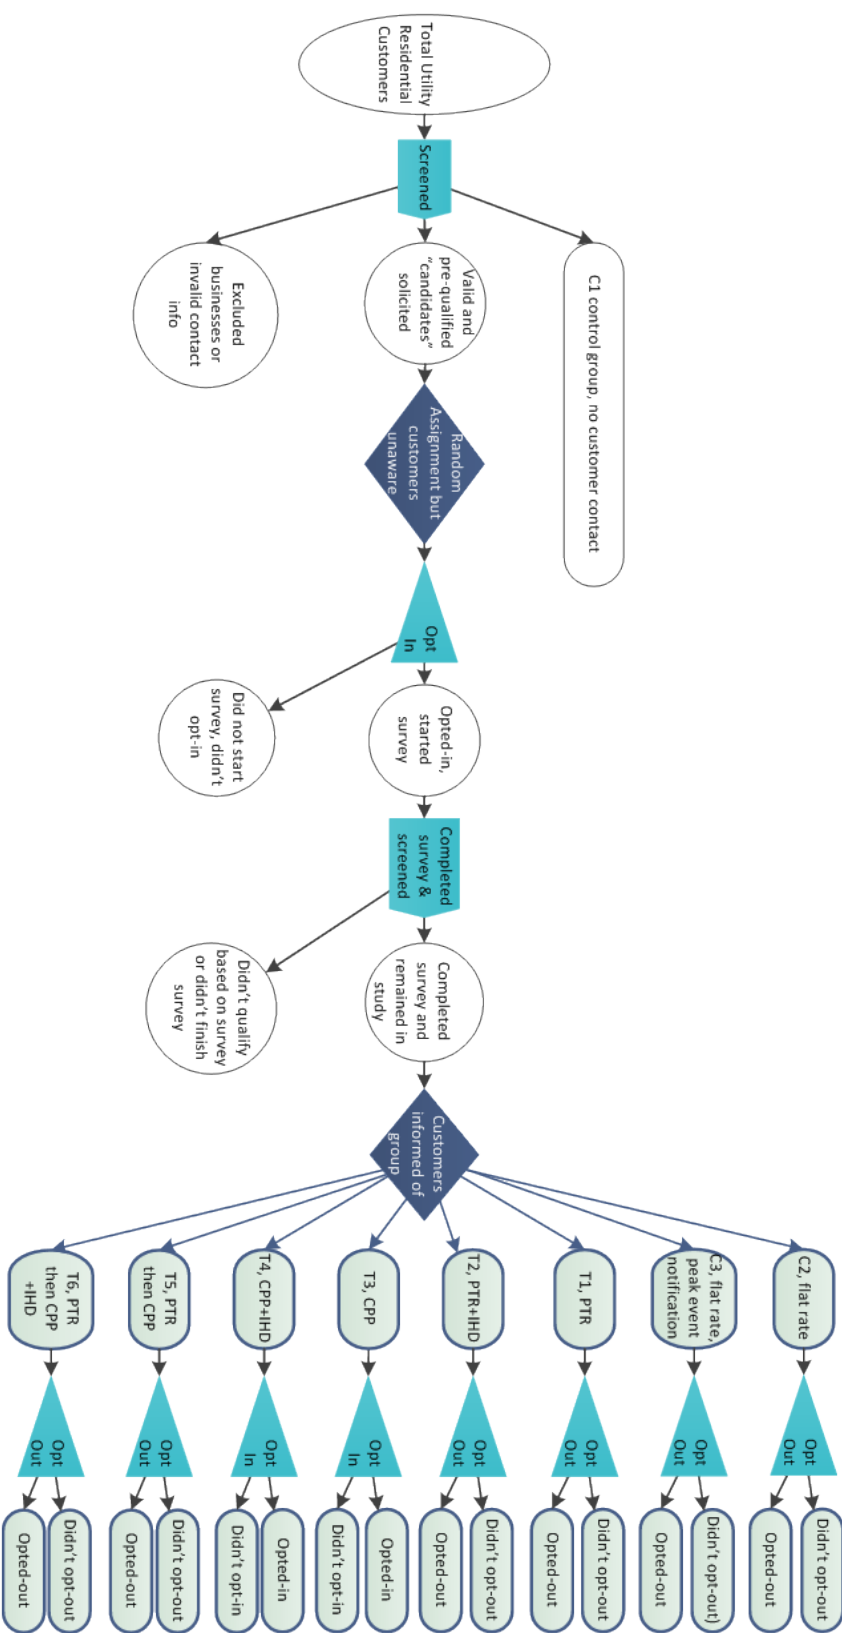 Total Utility
Residential
Customers
Screened
C1 control group, no customer contact
Valid and
pre-qualified
“candidates”
solicited
Excluded
businesses or
invalid contact
info
Random
Assignment but
customers
unaware
Opt
In
Did not start
survey, didn’t
opt-in
Opted-in,
started
survey
Completed
survey &
screened
Didn’t qualify
based on survey
or didn’t finish
survey
Completed
survey and
remained in
study
Customers
informed of
group
C2, flat rate
Opt
Out
Didn’t opt-out
Opted-out
C3, flat rate,
peak event
notification
Opt
Out
Didn’t opt-out)
Opted-out
T1, PTR
Opt
Out
Didn’t opt-out
Opted-out
T2, PTR+IHD
Opt
Out
Didn’t opt-out
Opted-out
T3, CPP
Opt
In
Opted-in
Didn’t opt-in
T4, CPP+IHD
Opt
In
Opted-in
Didn’t opt-in
T5, PTR
then CPP
Opt
Out
Didn’t opt-out
Opted-out
T6, PTR
then CPP
+IHD
Opt
Out
Didn’t opt-out
Opted-out